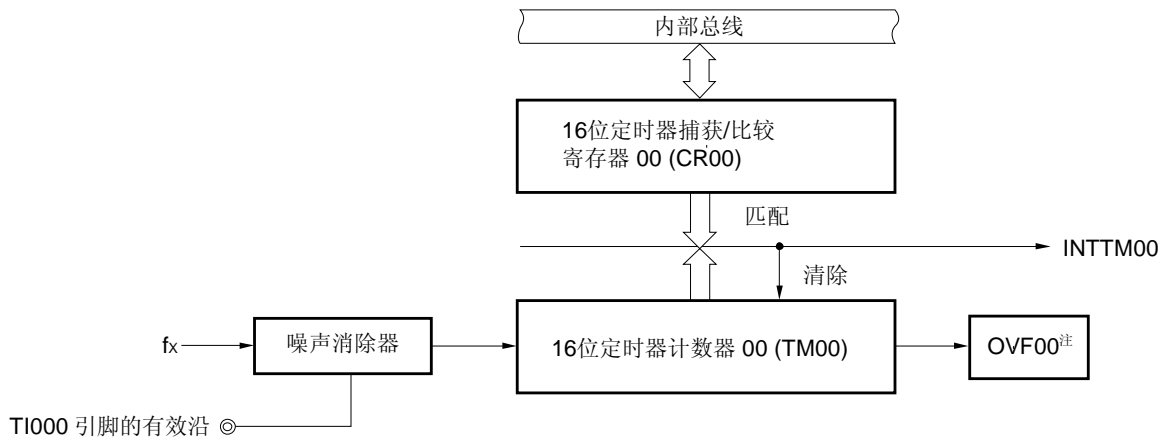 内部总线
16位定时器捕获/比较
寄存器 00 (CR00)
匹配
INTTM00
清除
fx
噪声消除器
16位定时器计数器 00 (TM00)
OVF00注
TI000 引脚的有效沿